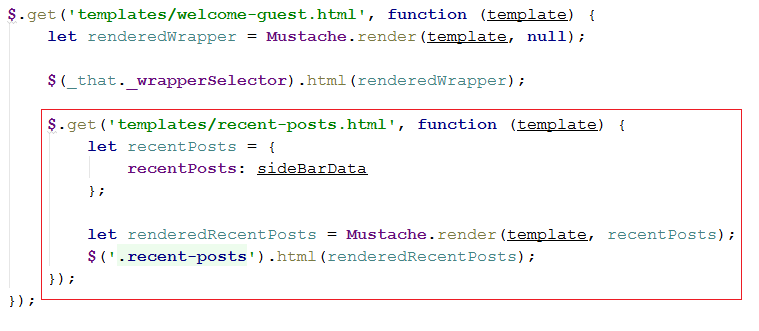 $.get('templates/welcome-guest.html', function (template) {
    let renderedWrapper = Mustache.render(template, null);
    $(_that._wrapperSelector).html(renderedWrapper);
    $.get('templates/recent-posts.html', function (template) {
        let recentPosts = {
            recentPosts: sideBarData
        };
        let renderedRecentPosts = Mustache.render(template, recentPosts);
        $('.recent-posts').html(renderedRecentPosts);
    });
});